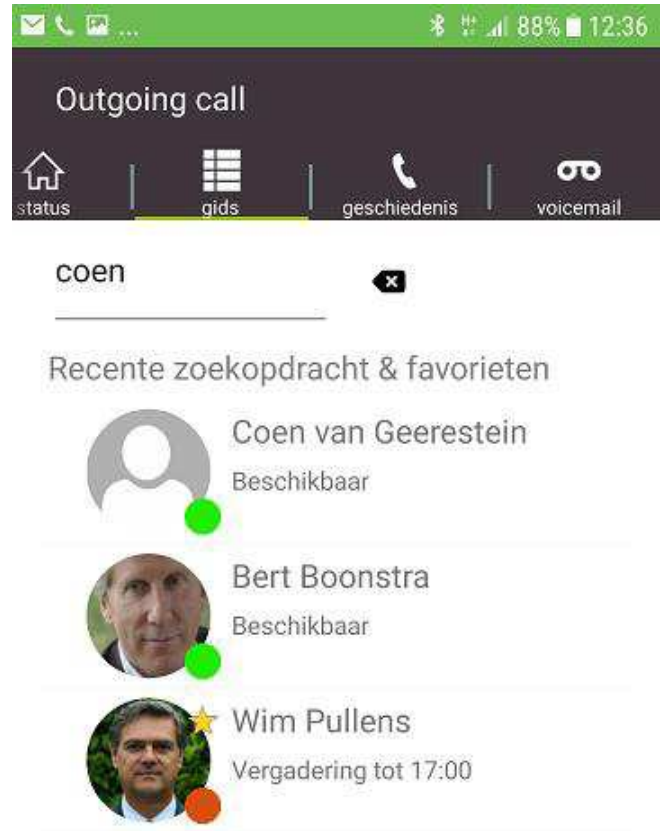 ... H+ 88% 12:36
Outgoing call
status gids geschiedenis voicemail
coen
Recente zoekopdracht & favorieten
Coen van Geerestein
Beschikbaar
Bert Boonstra
Beschikbaar
Wim Pullens
Vergadering tot 17:00